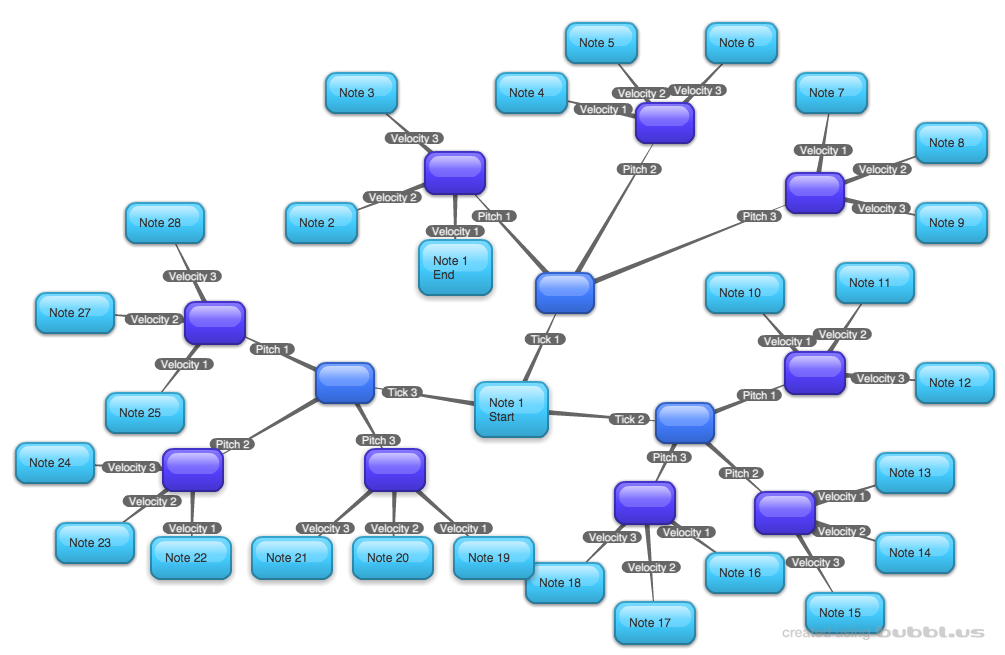 Note 5
Note 6
Note 3
Note 4
Velocity 2
Velocity 3
Note 7
Velocity 1
Velocity 3
Velocity 1
Note 8
Pitch 2
Velocity 2
Velocity 2
Note 28
Note 2
Pitch 1
Pitch 3
Velocity 3
Note 9
Velocity 1
Note 1
End
Velocity 3
Note 10
Note 11
Note 27
Velocity 2
Tick 1
Velocity 1
Velocity 2
Pitch 1
Velocity 1
Velocity 3
Note 12
Tick 3
Note 1
Start
Pitch 1
Note 25
Tick 2
Pitch 2
Pitch 3
Pitch 3
Note 24
Velocity 3
Pitch 2
Note 13
Velocity 2
Velocity 1
Velocity 1
Velocity 3
Velocity 2
Velocity 1
Velocity 3
Velocity 1
Velocity 2
Note 23
Note 22
Note 21
Note 20
Note 19
Note 14
Velocity 2
Velocity 3
Note 18
Note 16
Note 17
Note 15
created using bubbl.us